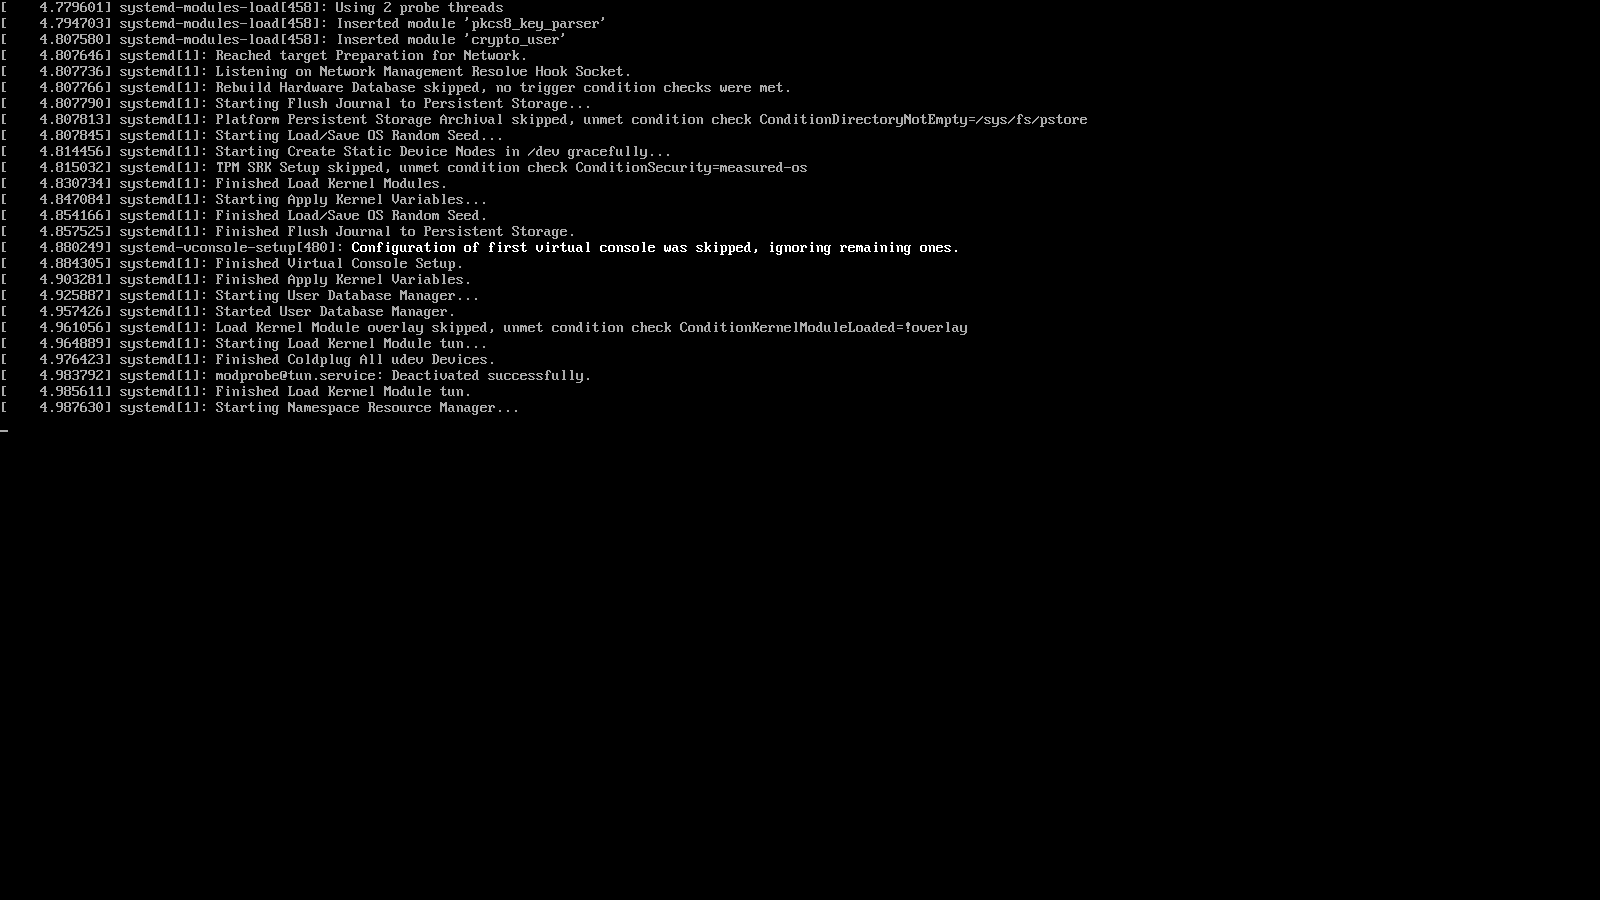 [    4.779601] systemd-modules-load[458]: Using 2 probe threads
[    4.794703] systemd-modules-load[458]: Inserted module 'pkcs8_key_parser'
[    4.807580] systemd-modules-load[458]: Inserted module 'crypto_user'
[    4.807646] systemd[1]: Reached target Preparation for Network.
[    4.807736] systemd[1]: Listening on Network Management Resolve Hook Socket.
[    4.807766] systemd[1]: Rebuild Hardware Database skipped, no trigger condition checks were met.
[    4.807790] systemd[1]: Starting Flush Journal to Persistent Storage...
[    4.807813] systemd[1]: Platform Persistent Storage Archival skipped, unmet condition check ConditionDirectoryNotEmpty=/sys/fs/pstore
[    4.807845] systemd[1]: Starting Load/Save OS Random Seed...
[    4.814456] systemd[1]: Starting Create Static Device Nodes in /dev gracefully...
[    4.815032] systemd[1]: TPM SRK Setup skipped, unmet condition check ConditionSecurity=measured-os
[    4.830734] systemd[1]: Finished Load Kernel Modules.
[    4.847084] systemd[1]: Starting Apply Kernel Variables...
[    4.854166] systemd[1]: Finished Load/Save OS Random Seed.
[    4.857525] systemd[1]: Finished Flush Journal to Persistent Storage.
[    4.880249] systemd-vconsole-setup[480]: Configuration of first virtual console was skipped, ignoring remaining ones.
[    4.884305] systemd[1]: Finished Virtual Console Setup.
[    4.903281] systemd[1]: Finished Apply Kernel Variables.
[    4.925887] systemd[1]: Starting User Database Manager...
[    4.957426] systemd[1]: Started User Database Manager.
[    4.961056] systemd[1]: Load Kernel Module overlay skipped, unmet condition check ConditionKernelModuleLoaded=!overlay
[    4.964889] systemd[1]: Starting Load Kernel Module tun...
[    4.976423] systemd[1]: Finished Coldplug All udev Devices.
[    4.983792] systemd[1]: modprobe@tun.service: Deactivated successfully.
[    4.985611] systemd[1]: Finished Load Kernel Module tun.
[    4.987630] systemd[1]: Starting Namespace Resource Manager...